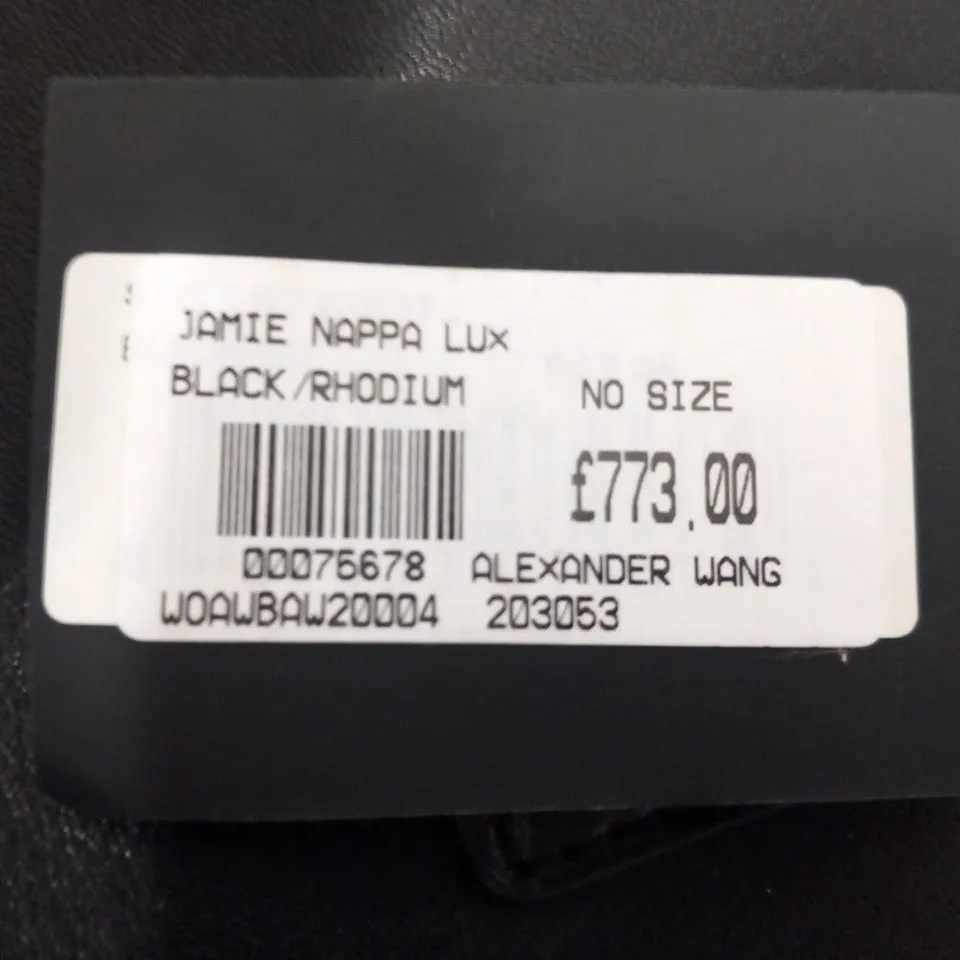 JAMIE NAPPA LUX
BLACK/RHODIUM NO SIZE
£773.00
00075678 ALEXANDER WANG
WOAWBAW20004 203053